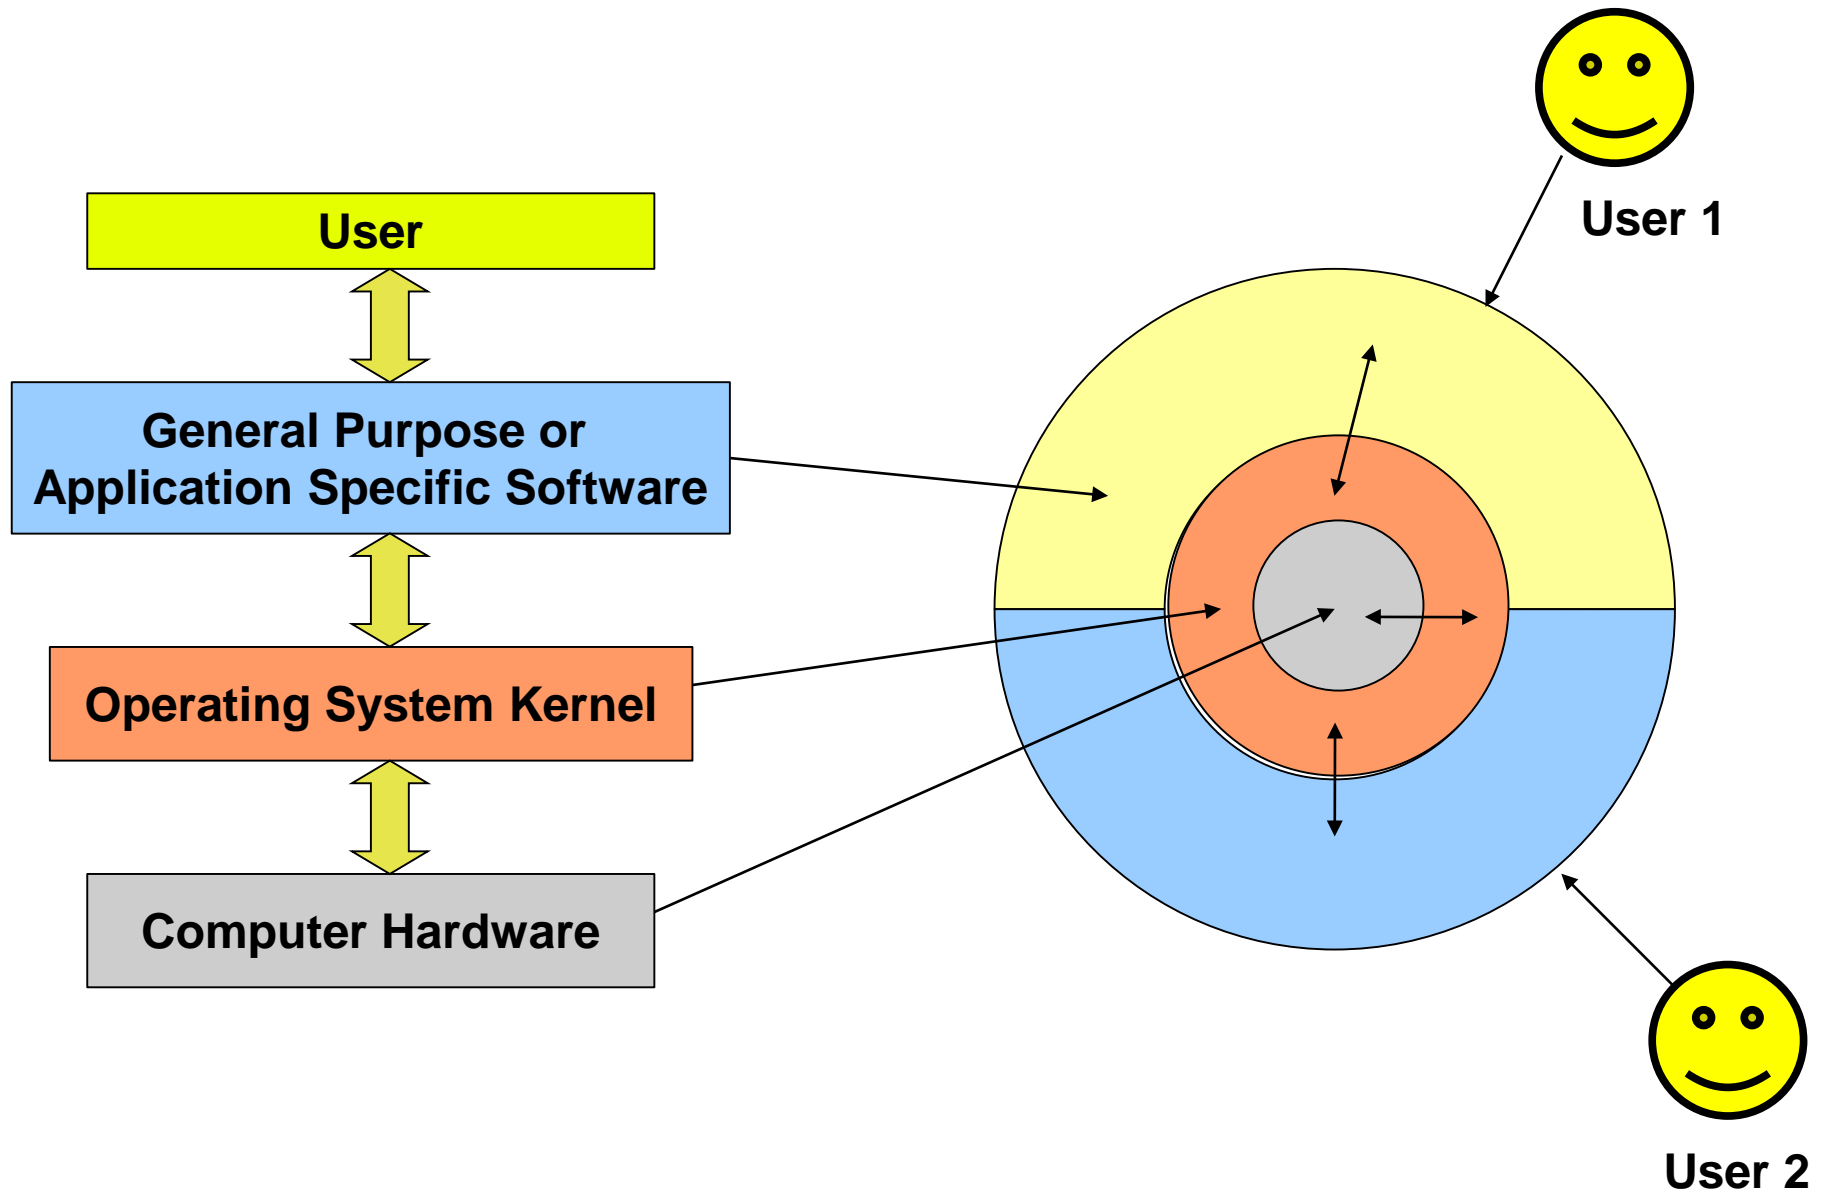 User
General Purpose or
Application Specific Software
Operating System Kernel
Computer Hardware
User 1
User 2